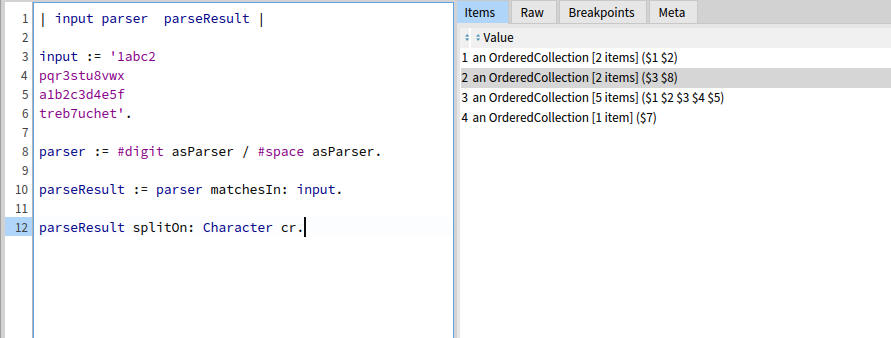 1 | input parser  parseResult |
2
3 input := '1abc2
4 pqr3stu8vwx
5 a1b2c3d4e5f
6 treb7uchet'.
7
8 parser := #digit asParser / #space asParser.
9
10 parseResult := parser matchesIn: input.
11
12 parseResult splitOn: Character cr.
Items Raw Breakpoints Meta
Value
1 an OrderedCollection [2 items] ($1 $2)
2 an OrderedCollection [2 items] ($3 $8)
3 an OrderedCollection [5 items] ($1 $2 $3 $4 $5)
4 an OrderedCollection [1 item] ($7)